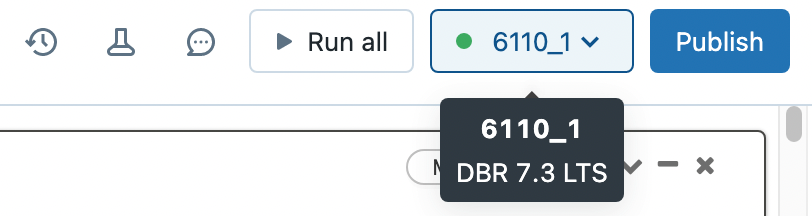 Run all
6110_1
Publish
6110_1
DBR 7.3 LTS